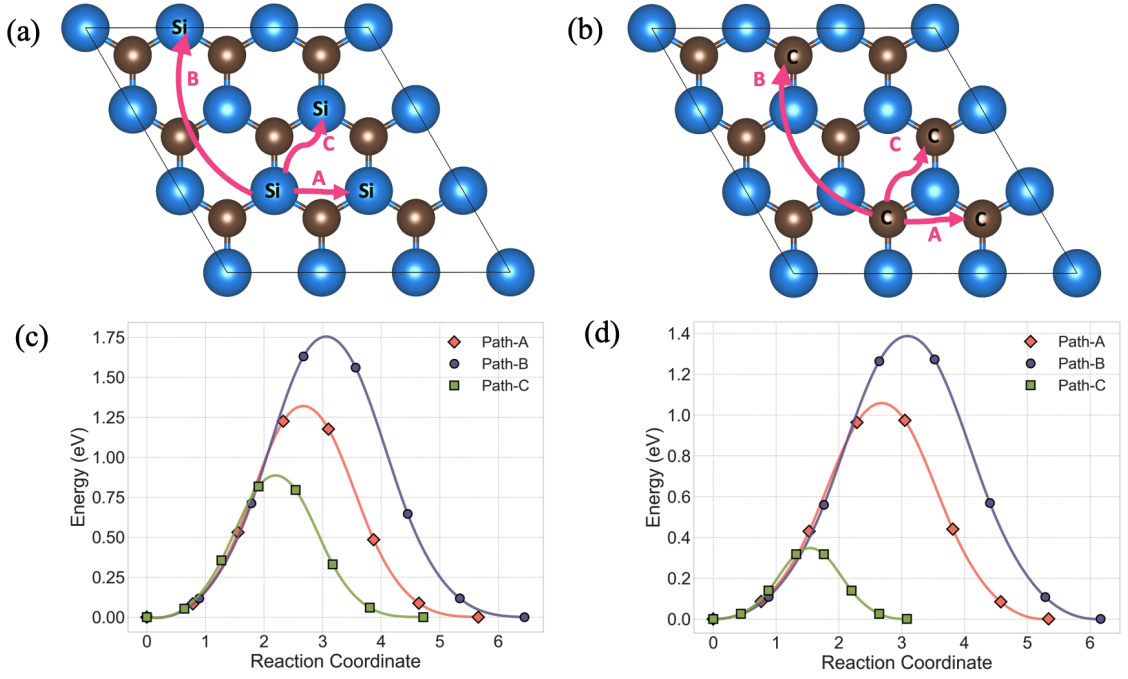 (a)
Si
B
Si
C
Si
A
Si
(b)
C
B
C
C
C
A
C
(c)
1.75
1.50
1.25
1.00
0.75
0.50
0.25
0.00
Energy (eV)
Path-A
Path-B
Path-C
0 1 2 3 4 5 6
Reaction Coordinate
(d)
1.4
1.2
1.0
0.8
0.6
0.4
0.2
0.0
Energy (eV)
Path-A
Path-B
Path-C
0 1 2 3 4 5 6
Reaction Coordinate